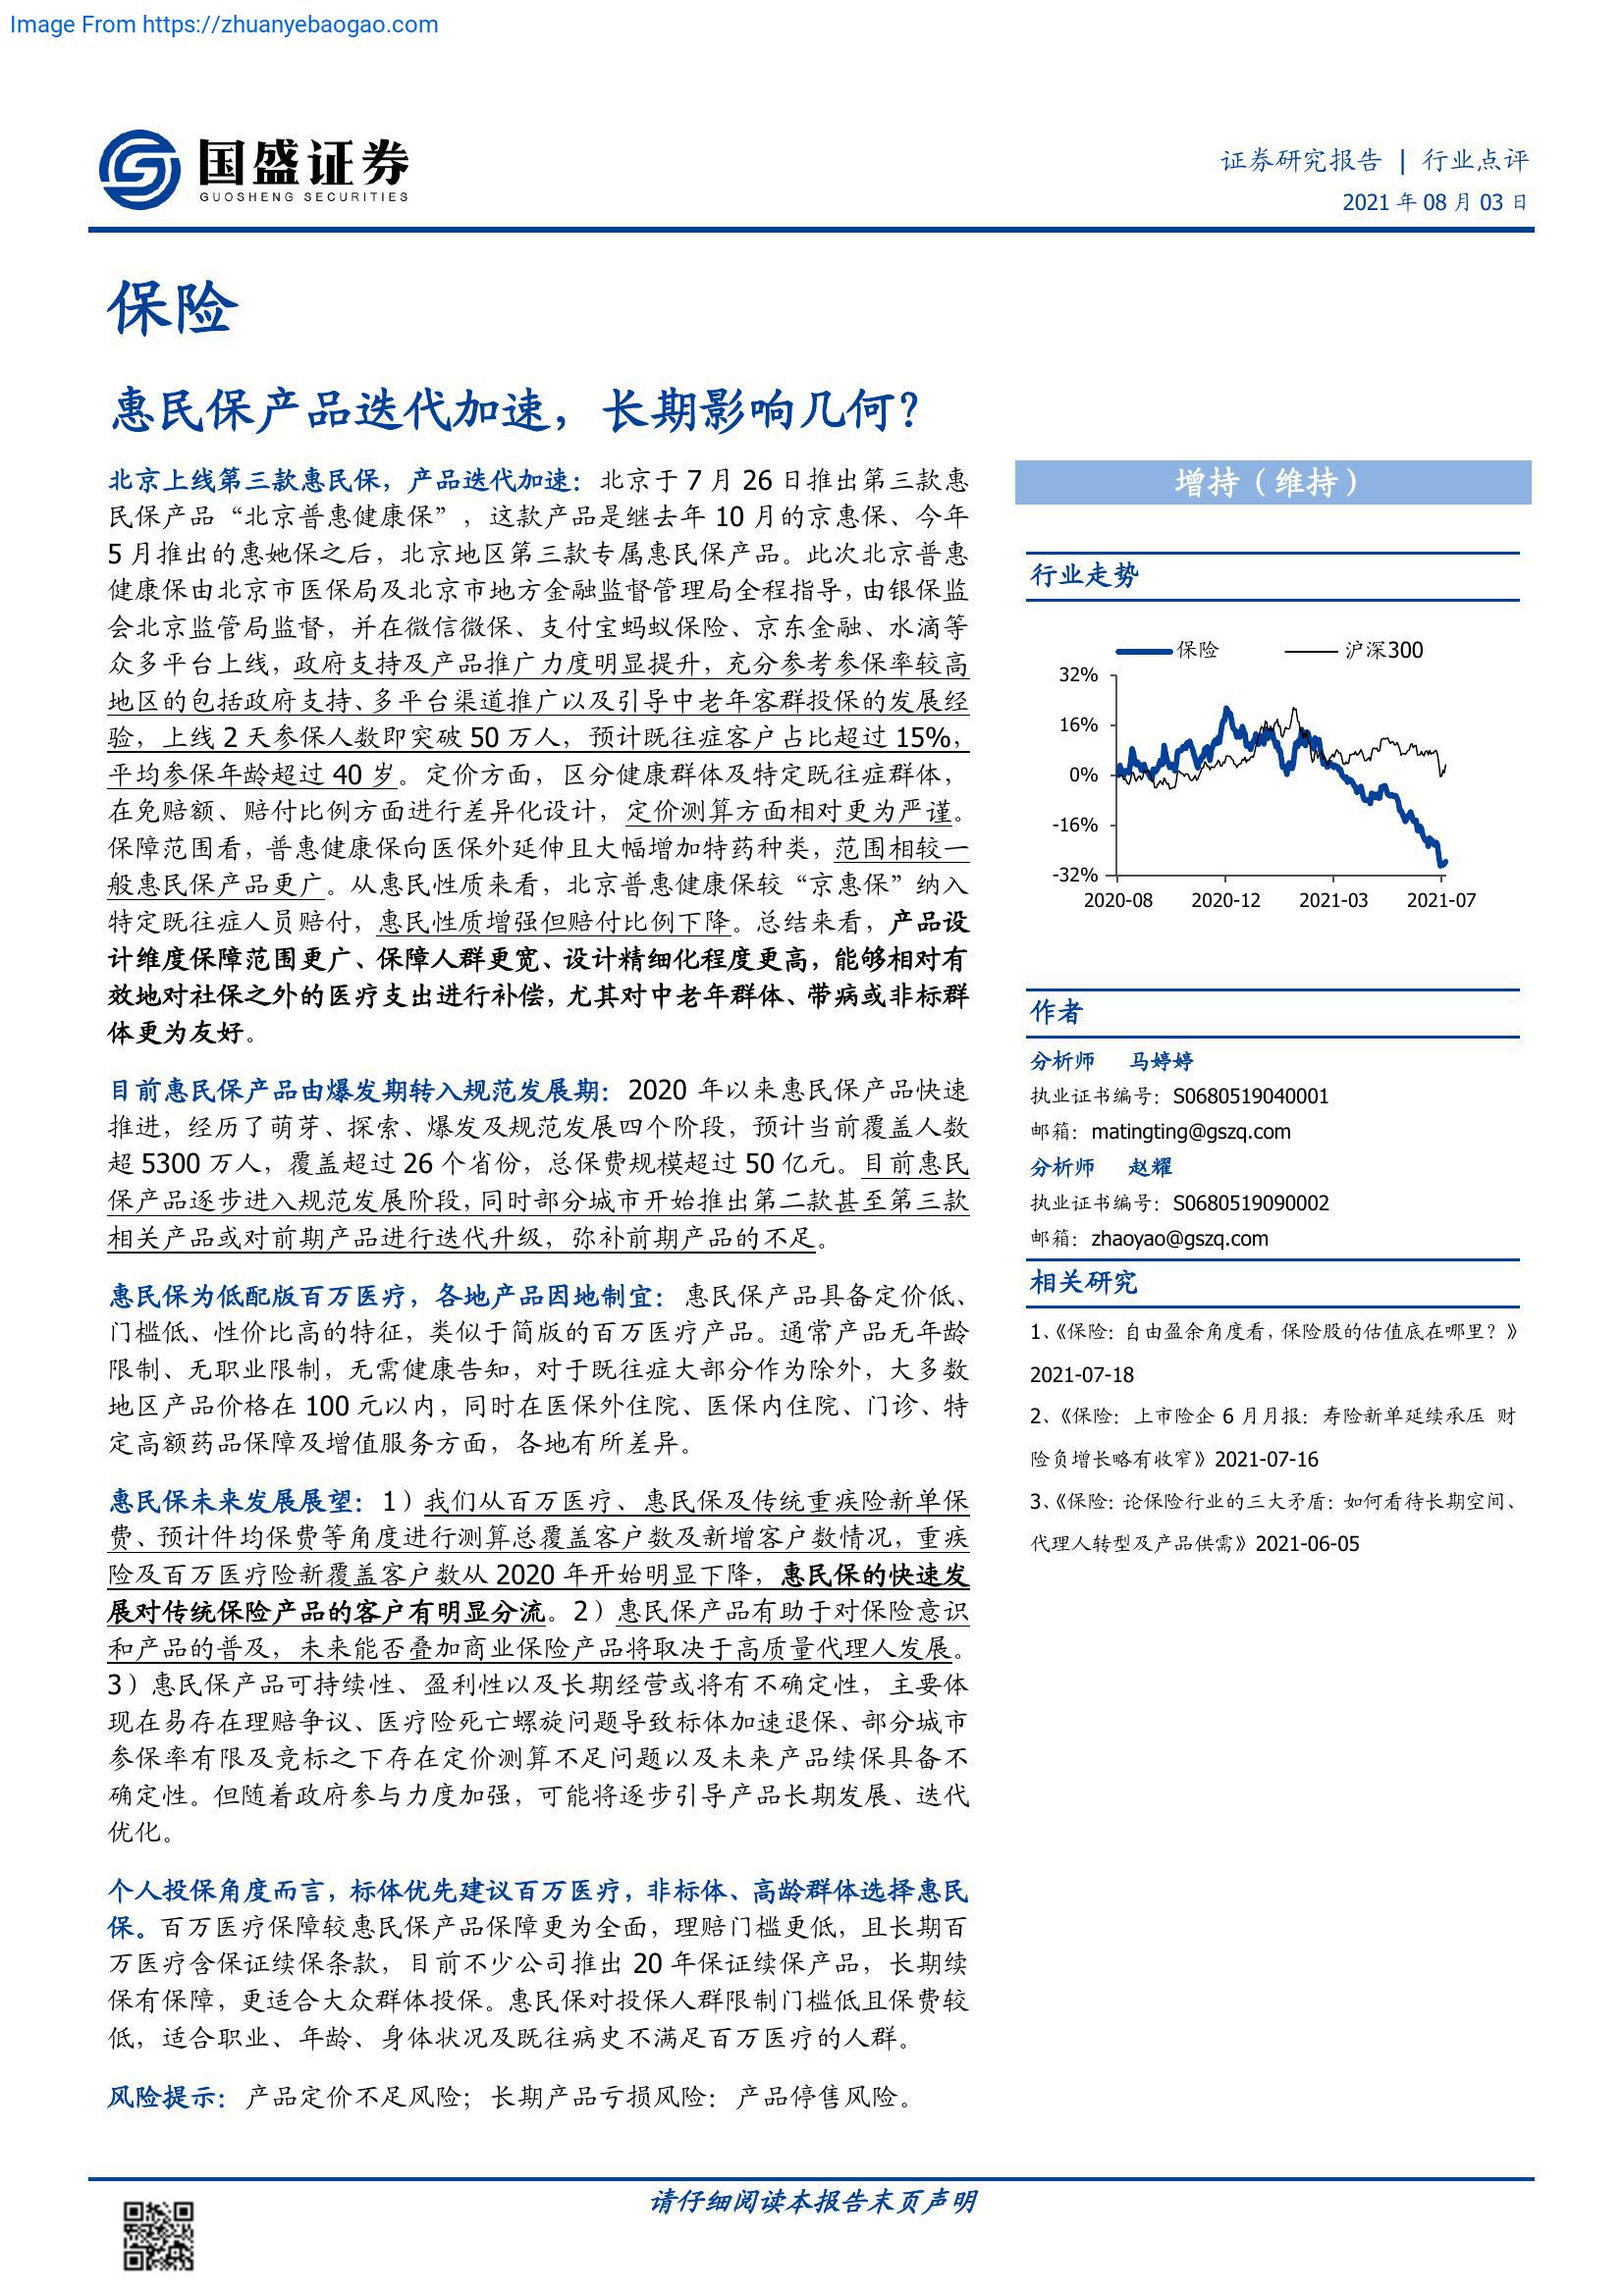 Image From https://zhuanyebaogao.com
国盛证券
GUOSHENG SECURITIES
证券研究报告 | 行业点评
2021 年 08 月 03 日
保险
惠民保产品迭代加速，长期影响几何？
北京上线第三款惠民保，产品迭代加速：北京于 7 月 26 日推出第三款惠
民保产品“北京普惠健康保”，这款产品是继去年 10 月的京惠保、今年
5 月推出的惠她保之后，北京地区第三款专属惠民保产品。此次北京普惠
健康保由北京市医保局及北京市地方金融监督管理局全程指导，由银保监
会北京监管局监督，并在微信微保、支付宝蚂蚁保险、京东金融、水滴等
众多平台上线，政府支持及产品推广力度明显提升，充分参考参保率较高
地区的包括政府支持、多平台渠道推广以及引导中老年客群投保的发展经
验，上线 2 天参保人数即突破 50 万人，预计既往症客户占比超过 15%，
平均参保年龄超过 40 岁。定价方面，区分健康群体及特定既往症群体，
在免赔额、赔付比例方面进行差异化设计，定价测算方面相对更为严谨。
保障范围看，普惠健康保向医保外延伸且大幅增加特药种类，范围相较一
般惠民保产品更广。从惠民性质来看，北京普惠健康保较“京惠保”纳入
特定既往症人员赔付，惠民性质增强但赔付比例下降。总结来看，产品设
计维度保障范围更广、保障人群更宽、设计精细化程度更高，能够相对有
效地对社保之外的医疗支出进行补偿，尤其对中老年群体、带病或非标群
体更为友好。
目前惠民保产品由爆发期转入规范发展期：2020 年以来惠民保产品快速
推进，经历了萌芽、探索、爆发及规范发展四个阶段，预计当前覆盖人数
超 5300 万人，覆盖超过 26 个省份，总保费规模超过 50 亿元。目前惠民
保产品逐步进入规范发展阶段，同时部分城市开始推出第二款甚至第三款
相关产品或对前期产品进行迭代升级，弥补前期产品的不足。
惠民保为低配版百万医疗，各地产品因地制宜：惠民保产品具备定价低、
门槛低、性价比高的特征，类似于简版的百万医疗产品。通常产品无年龄
限制、无职业限制，无需健康告知，对于既往症大部分作为除外，大多数
地区产品价格在 100 元以内，同时在医保外住院、医保内住院、门诊、特
定高额药品保障及增值服务方面，各地有所差异。
惠民保未来发展展望：1）我们从百万医疗、惠民保及传统重疾险新单保
费、预计件均保费等角度进行测算总覆盖客户数及新增客户数情况，重疾
险及百万医疗险新覆盖客户数从 2020 年开始明显下降，惠民保的快速发
展对传统保险产品的客户有明显分流。2）惠民保产品有助于对保险意识
和产品的普及，未来能否叠加商业保险产品将取决于高质量代理人发展。
3）惠民保产品可持续性、盈利性以及长期经营或将有不确定性，主要体
现在易存在理赔争议、医疗险死亡螺旋问题导致标体加速退保、部分城市
参保率有限及竞标之下存在定价测算不足问题以及未来产品续保具备不
确定性。但随着政府参与力度加强，可能将逐步引导产品长期发展、迭代
优化。
个人投保角度而言，标体优先建议百万医疗，非标体、高龄群体选择惠民
保。百万医疗保障较惠民保产品保障更为全面，理赔门槛更低，且长期百
万医疗含保证续保条款，目前不少公司推出 20 年保证续保产品，长期续
保有保障，更适合大众群体投保。惠民保对投保人群限制门槛低且保费较
低，适合职业、年龄、身体状况及既往病史不满足百万医疗的人群。
风险提示：产品定价不足风险；长期产品亏损风险：产品停售风险。
增持（维持）
行业走势
保险 沪深300
32%
16%
0%
-16%
-32%
2020-08 2020-12 2021-03 2021-07
作者
分析师 马婷婷
执业证书编号：S0680519040001
邮箱：matingting@gszq.com
分析师 赵耀
执业证书编号：S0680519090002
邮箱：zhaoyao@gszq.com
相关研究
1、《保险：自由盈余角度看，保险股的估值底在哪里？》
2021-07-18
2、《保险：上市险企 6 月月报：寿险新单延续承压 财
险负增长略有收窄》2021-07-16
3、《保险：论保险行业的三大矛盾：如何看待长期空间、
代理人转型及产品供需》2021-06-05
请仔细阅读本报告末页声明